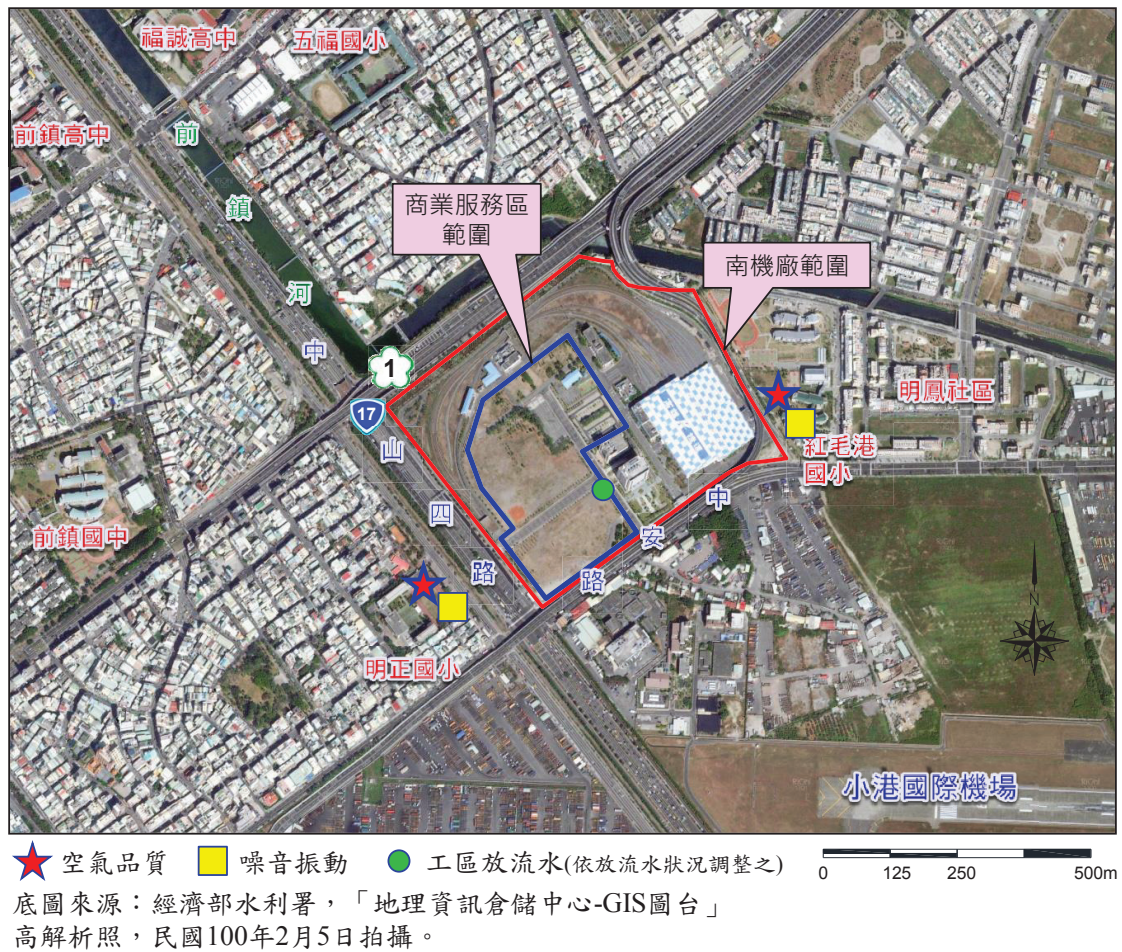 福誠高中
五福國小
前鎮高中
前
鎮
河
商業服務區
範圍
南機廠範圍
中
1
17
明鳳社區
紅毛港
國小
山
四
路
中
安
路
前鎮國中
明正國小
N
小港國際機場
空氣品質 噪音振動 工區放流水(依放流水狀況調整之)
0 125 250 500m
底圖來源：經濟部水利署，「地理資訊倉儲中心-GIS圖台」
高解析照，民國100年2月5日拍攝。